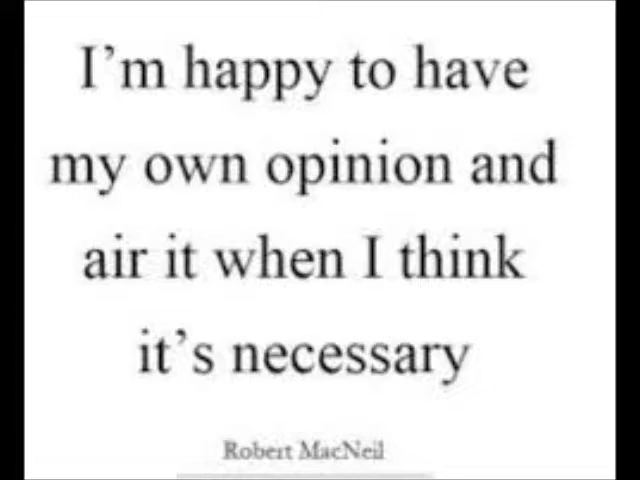 I'm happy to have
my own opinion and
air it when I think
it's necessary
Robert MacNeil